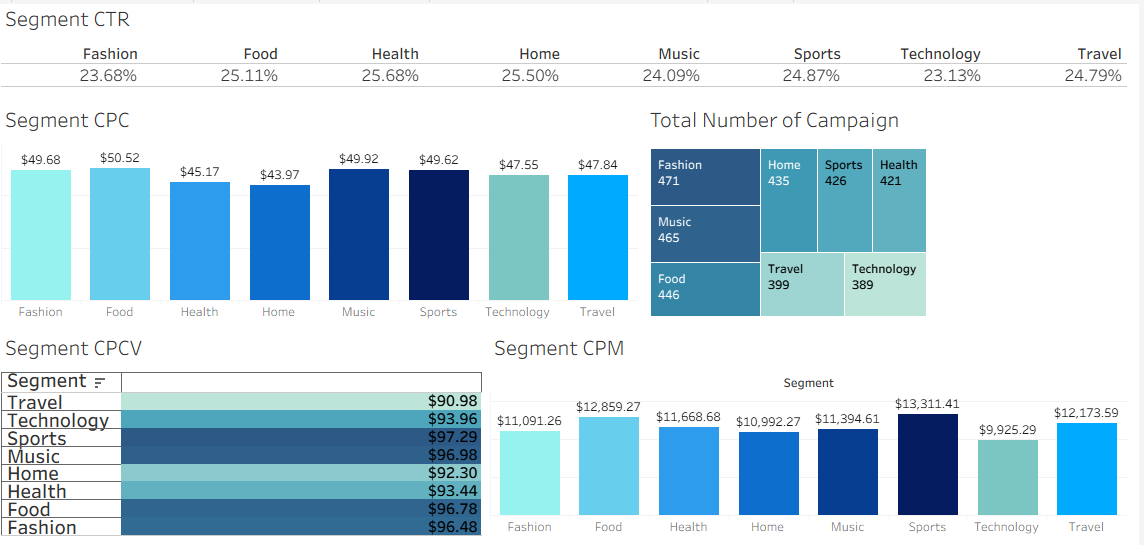 Segment CTR
Fashion Food Health Home Music Sports Technology Travel
23.68% 25.11% 25.68% 25.50% 24.09% 24.87% 23.13% 24.79%
Segment CPC
$49.68 $50.52 $45.17 $43.97 $49.92 $49.62 $47.55 $47.84
Fashion Food Health Home Music Sports Technology Travel
Total Number of Campaign
Fashion
471
Music
465
Food
446
Home
435
Sports
426
Health
421
Travel
399
Technology
389
Segment CPCV
Segment
Travel $90.98
Technology $93.96
Sports $97.29
Music $96.98
Home $92.30
Health $93.44
Food $96.78
Fashion $96.48
Segment CPM
Segment
$11,091.26 $12,859.27 $11,668.68 $10,992.27 $11,394.61 $13,311.41 $9,925.29 $12,173.59
Fashion Food Health Home Music Sports Technology Travel